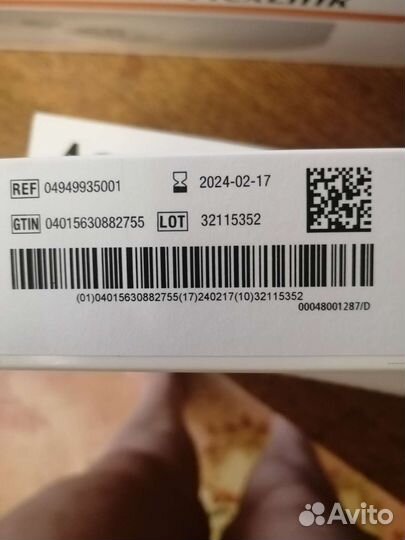 REF 04949935001 2024-02-17
GTIN 04015630882755 LOT 32115352
(01)04015630882755(17)240217(10)32115352
00048001287/D
Avito